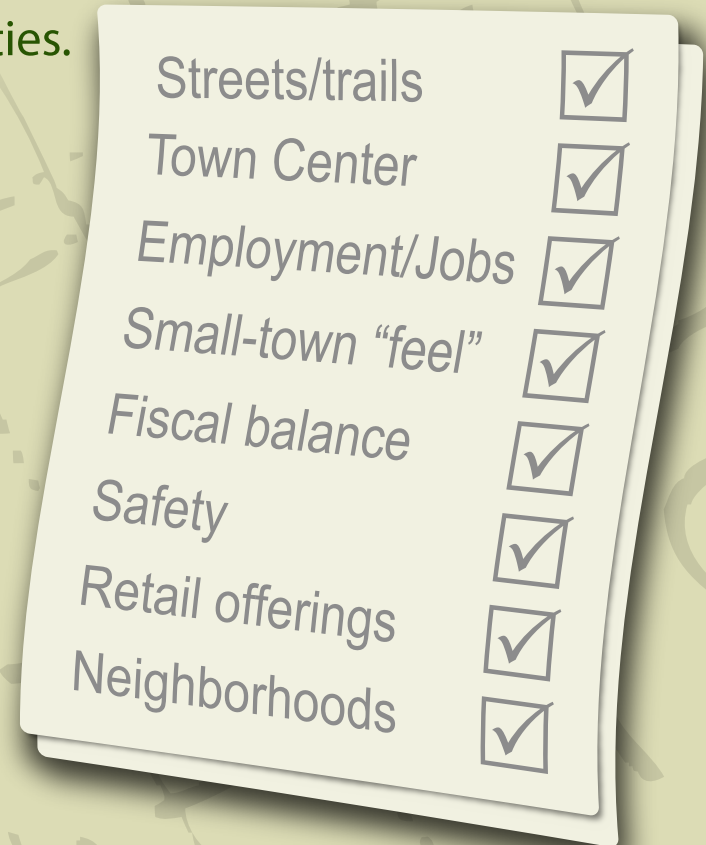 ties.
Streets/trails
Town Center
Employment/Jobs
Small-town “feel”
Fiscal balance
Safety
Retail offerings
Neighborhoods